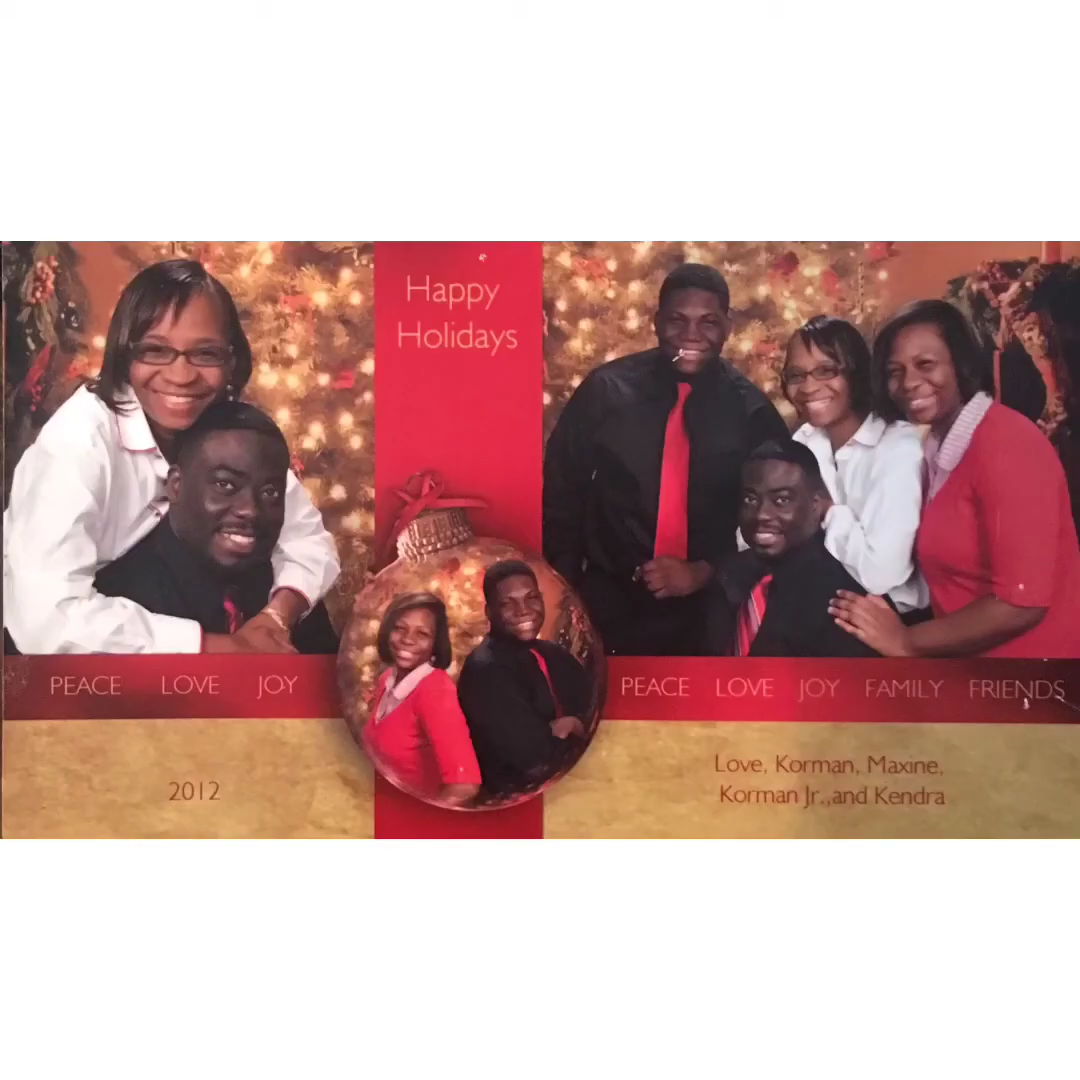 Happy
Holidays
PEACE LOVE JOY
PEACE LOVE JOY FAMILY FRIENDS
2012
Love, Korman, Maxine,
Korman Jr.,and Kendra